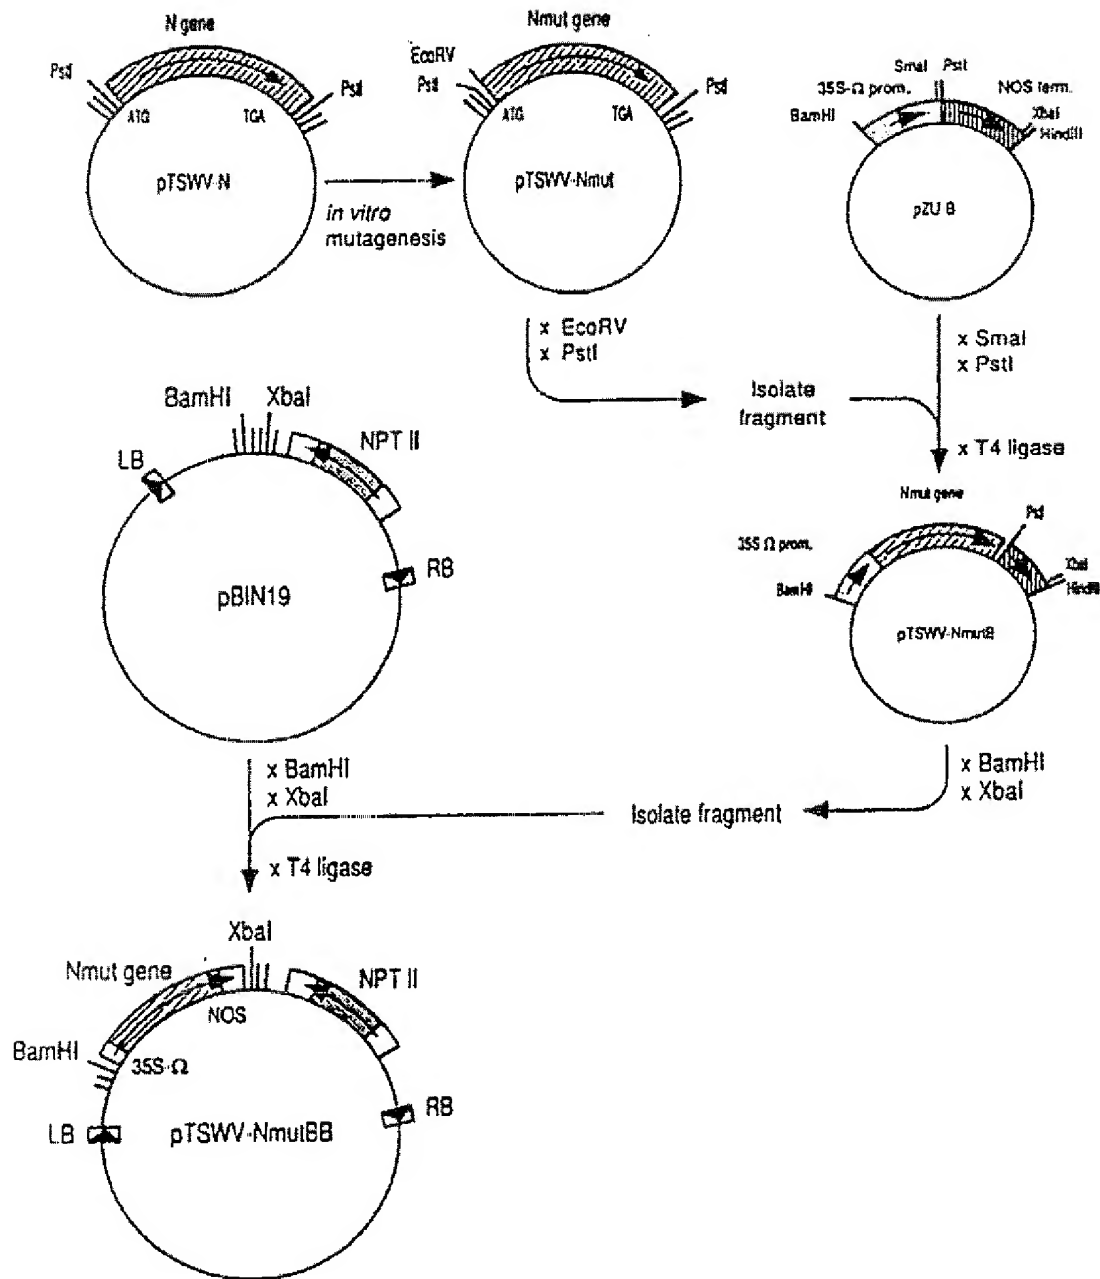 N gene
PstI
PstI
ATG
TGA
pTSWV-N
in vitro
mutagenesis
Nmut gene
EcoRV
PstI
PstI
ATG
TGA
pTSWV-Nmut
SmaI
PstI
35S-Ω prom.
NOS term.
BamHI
XbaI
HindIII
pZU B
x EcoRV
x PstI
Isolate
fragment
x SmaI
x PstI
x T4 ligase
BamHI
XbaI
NPT II
LB
RB
pBIN19
Nmut gene
PstI
35S Ω prom.
BamHI
XbaI
HindIII
pTSWV-NmutB
x BamHI
x XbaI
x BamHI
x XbaI
Isolate fragment
x T4 ligase
XbaI
Nmut gene
NPT II
NOS
BamHI
35S-Ω
LB
RB
pTSWV-NmutBB